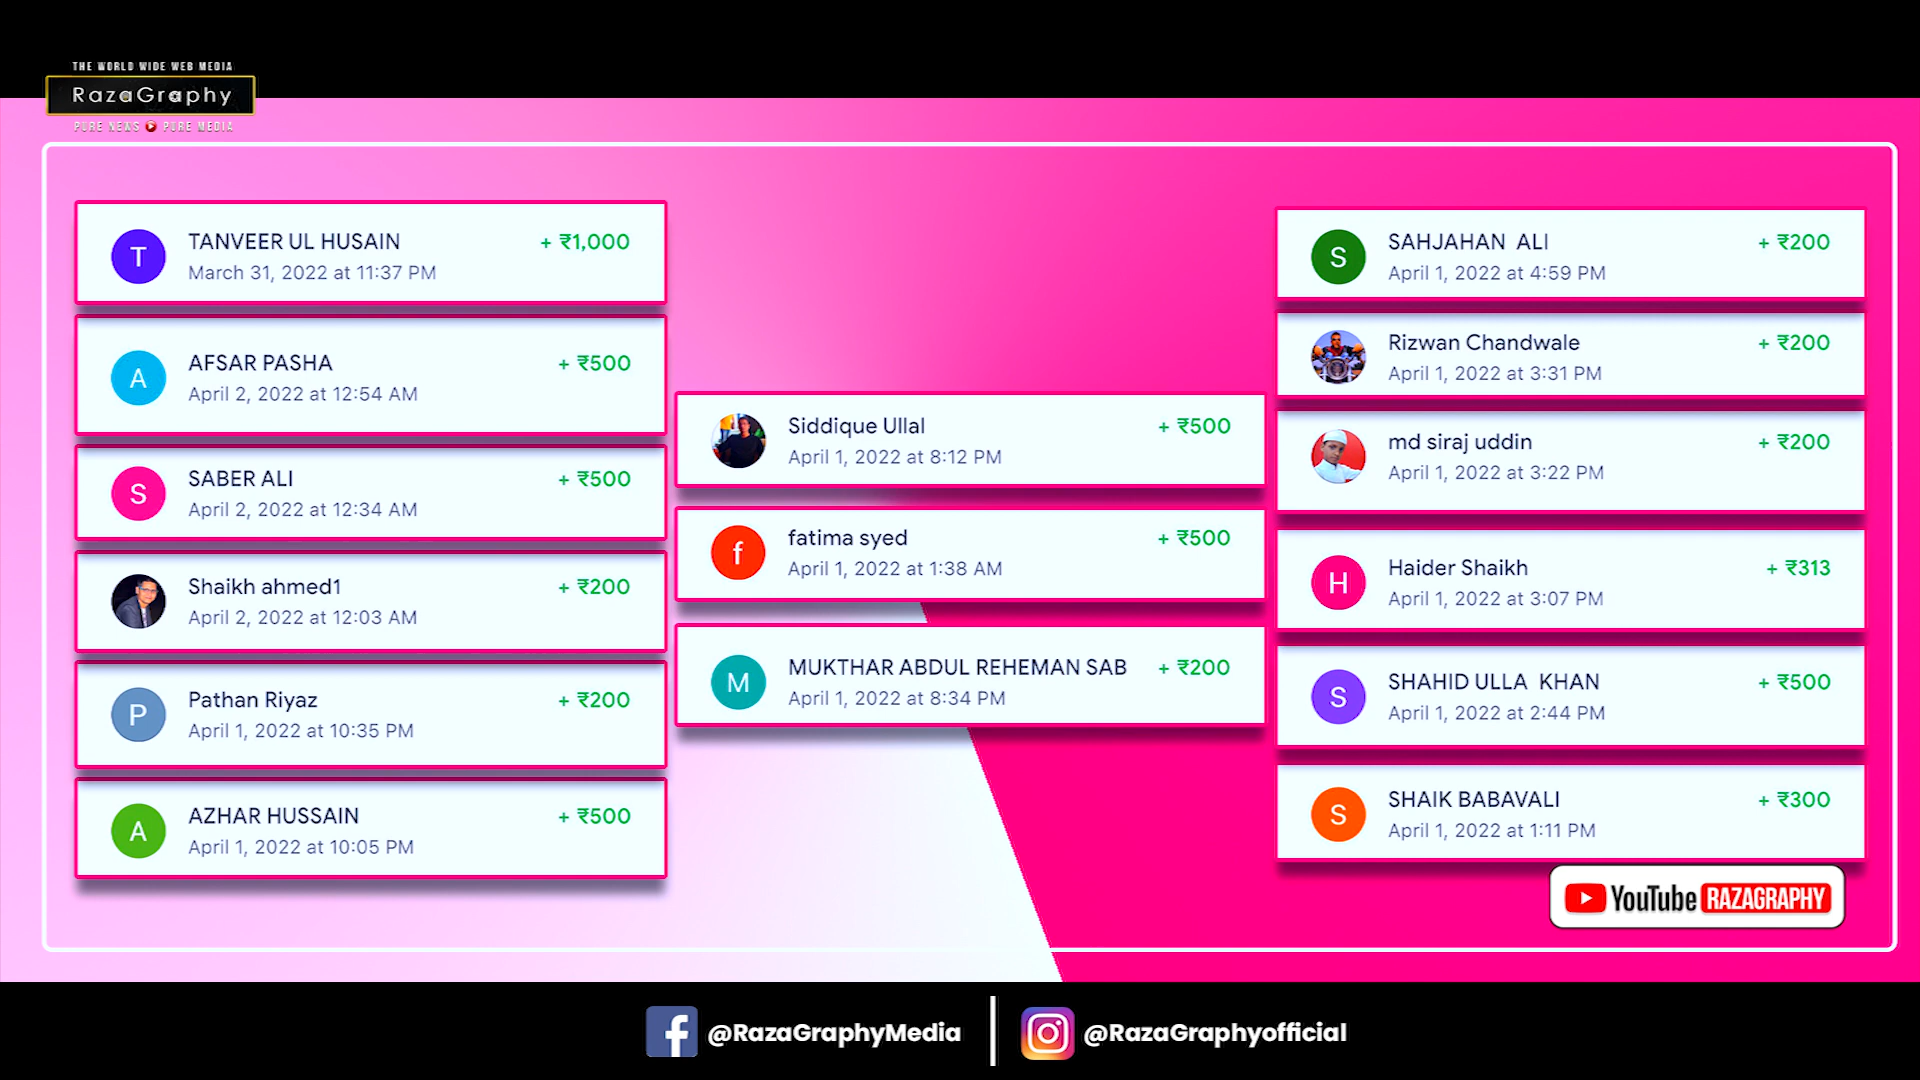 THE WORLD WIDE WEB MEDIA
RazaGraphy
PURE NEWS PURE MEDIA
T
TANVEER UL HUSAIN
+ ₹1,000
March 31, 2022 at 11:37 PM
A
AFSAR PASHA
+ ₹500
April 2, 2022 at 12:54 AM
S
SABER ALI
+ ₹500
April 2, 2022 at 12:34 AM
Shaikh ahmed1
+ ₹200
April 2, 2022 at 12:03 AM
P
Pathan Riyaz
+ ₹200
April 1, 2022 at 10:35 PM
A
AZHAR HUSSAIN
+ ₹500
April 1, 2022 at 10:05 PM
Siddique Ullal
+ ₹500
April 1, 2022 at 8:12 PM
f
fatima syed
+ ₹500
April 1, 2022 at 1:38 AM
M
MUKTHAR ABDUL REHEMAN SAB
+ ₹200
April 1, 2022 at 8:34 PM
S
SAHJAHAN ALI
+ ₹200
April 1, 2022 at 4:59 PM
Rizwan Chandwale
+ ₹200
April 1, 2022 at 3:31 PM
md siraj uddin
+ ₹200
April 1, 2022 at 3:22 PM
H
Haider Shaikh
+ ₹313
April 1, 2022 at 3:07 PM
S
SHAHID ULLA KHAN
+ ₹500
April 1, 2022 at 2:44 PM
S
SHAIK BABAVALI
+ ₹300
April 1, 2022 at 1:11 PM
YouTube RAZAGRAPHY
@RazaGraphyMedia
@RazaGraphyofficial